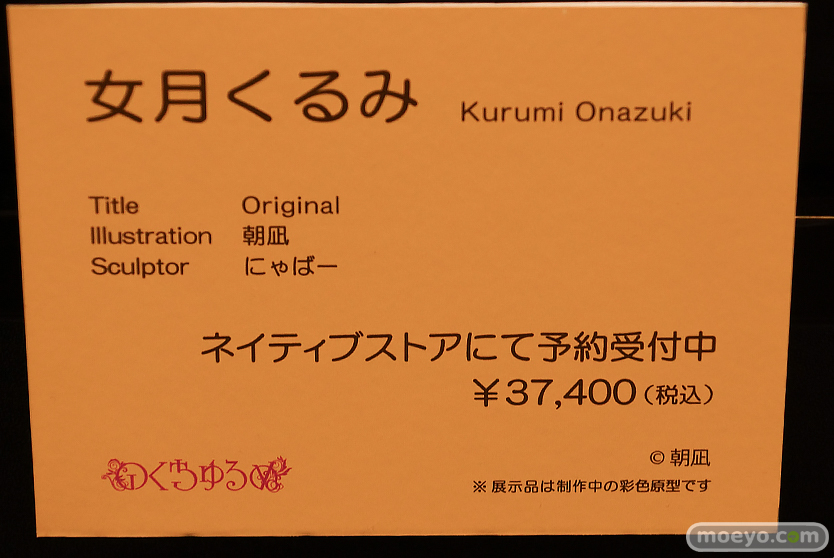 女月くるみ Kurumi Onazuki
Title Original
Illustration 朝凪
Sculptor にゃばー
ネイティブストアにて予約受付中
￥37,400(税込)
©朝凪
※展示品は制作中の彩色原型です
moeyo.com